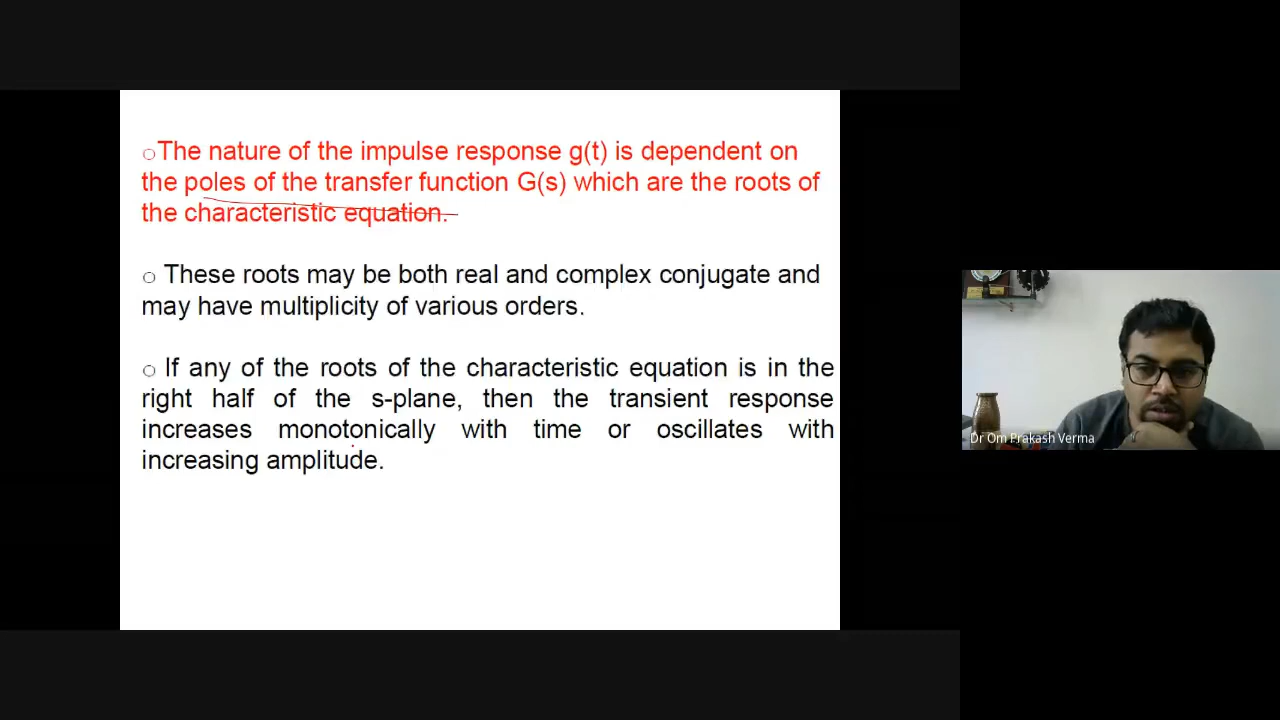 ○The nature of the impulse response g(t) is dependent on
the poles of the transfer function G(s) which are the roots of
the characteristic equation.
○ These roots may be both real and complex conjugate and
may have multiplicity of various orders.
○ If any of the roots of the characteristic equation is in the
right half of the s-plane, then the transient response
increases monotonically with time or oscillates with
increasing amplitude.
Dr Om Prakash Verma